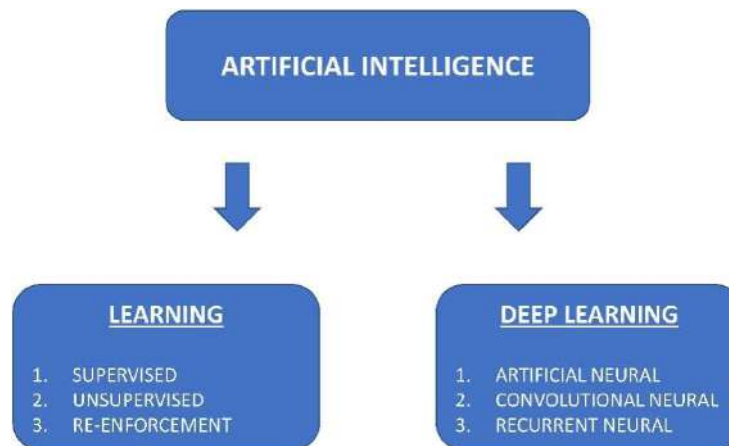 ARTIFICIAL INTELLIGENCE
LEARNING
1. SUPERVISED
2. UNSUPERVISED
3. RE-ENFORCEMENT
DEEP LEARNING
1. ARTIFICIAL NEURAL
2. CONVOLUTIONAL NEURAL
3. RECURRENT NEURAL